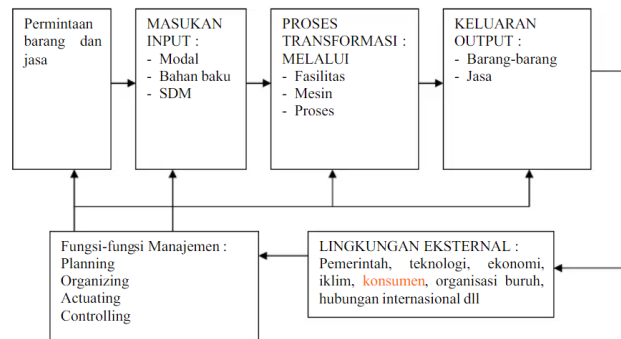 Permintaan
barang dan
jasa
MASUKAN
INPUT :
- Modal
- Bahan baku
- SDM
PROSES
TRANSFORMASI :
MELALUI
- Fasilitas
- Mesin
- Proses
KELUARAN
OUTPUT :
- Barang-barang
- Jasa
Fungsi-fungsi Manajemen :
Planning
Organizing
Actuating
Controlling
LINGKUNGAN EKSTERNAL :
Pemerintah, teknologi, ekonomi,
iklim, konsumen, organisasi buruh,
hubungan internasional dll